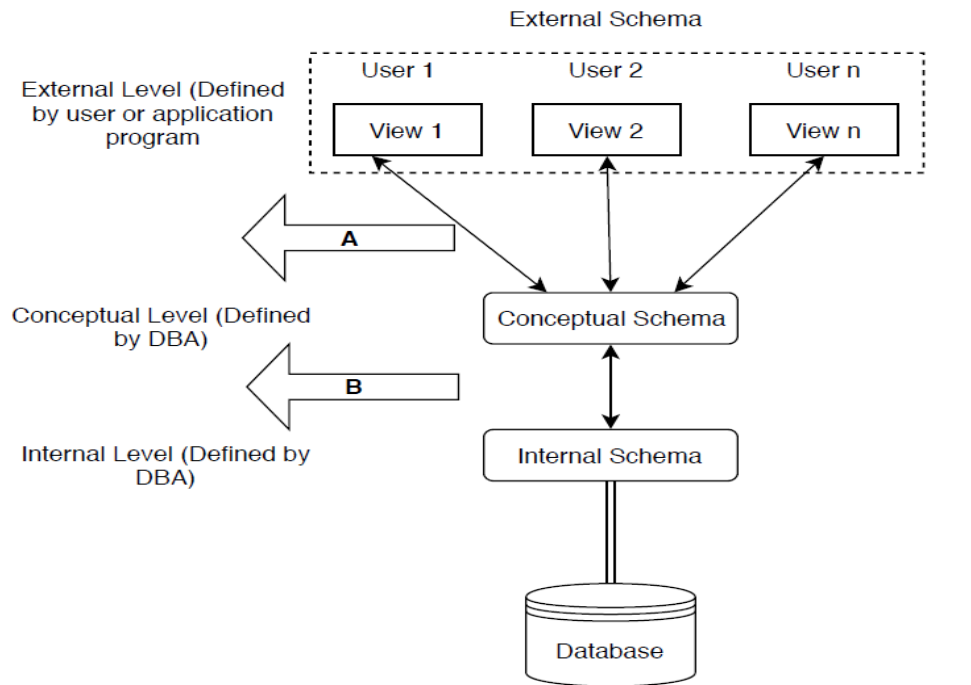 External Schema
User 1
User 2
User n
External Level (Defined
by user or application
program
View 1
View 2
View n
A
Conceptual Level (Defined
by DBA)
Conceptual Schema
B
Internal Level (Defined by
DBA)
Internal Schema
Database